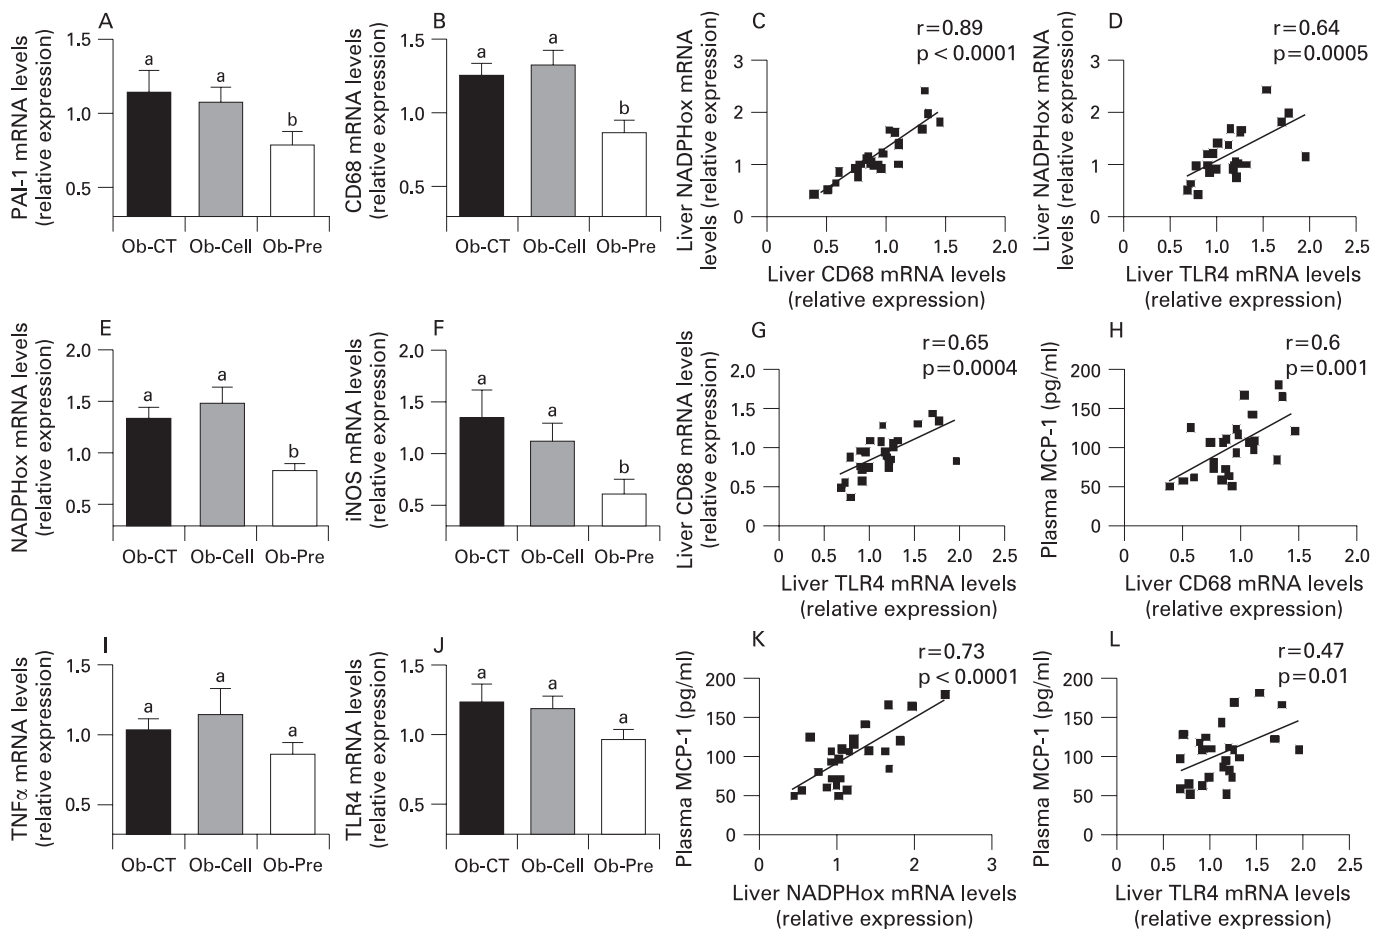 A
PAI-1 mRNA levels
(relative expression)
1.5
1.0
0.5
a
a
b
Ob-CT
Ob-Cell
Ob-Pre
B
CD68 mRNA levels
(relative expression)
1.5
1.0
0.5
a
a
b
Ob-CT
Ob-Cell
Ob-Pre
C
r=0.89
p<0.0001
Liver NADPHox mRNA
levels (relative expression)
3
2
1
0
0
0.5
1.0
1.5
2.0
Liver CD68 mRNA levels
(relative expression)
D
r=0.64
p=0.0005
Liver NADPHox mRNA
levels (relative expression)
3
2
1
0
0
0.5
1.0
1.5
2.0
2.5
Liver TLR4 mRNA levels
(relative expression)
E
NADPHox mRNA levels
(relative expression)
2.0
1.5
1.0
0.5
a
a
b
Ob-CT
Ob-Cell
Ob-Pre
F
iNOS mRNA levels
(relative expression)
2.0
1.5
1.0
0.5
a
a
b
Ob-CT
Ob-Cell
Ob-Pre
G
r=0.65
p=0.0004
Liver CD68 mRNA levels
(relative expression)
2.0
1.5
1.0
0.5
0
0.0
0.5
1.0
1.5
2.0
2.5
Liver TLR4 mRNA levels
(relative expression)
H
r=0.6
p=0.001
Plasma MCP-1 (pg/ml)
200
150
100
50
0
0
0.5
1.0
1.5
2.0
Liver CD68 mRNA levels
(relative expression)
I
TNFα mRNA levels
(relative expression)
1.5
1.0
0.5
a
a
a
Ob-CT
Ob-Cell
Ob-Pre
J
TLR4 mRNA levels
(relative expression)
1.5
1.0
0.5
a
a
a
Ob-CT
Ob-Cell
Ob-Pre
K
r=0.73
p<0.0001
Plasma MCP-1 (pg/ml)
200
150
100
50
0
0
1
2
3
Liver NADPHox mRNA levels
(relative expression)
L
r=0.47
p=0.01
Plasma MCP-1 (pg/ml)
200
150
100
50
0
0
0.5
1.0
1.5
2.0
2.5
Liver TLR4 mRNA levels
(relative expression)